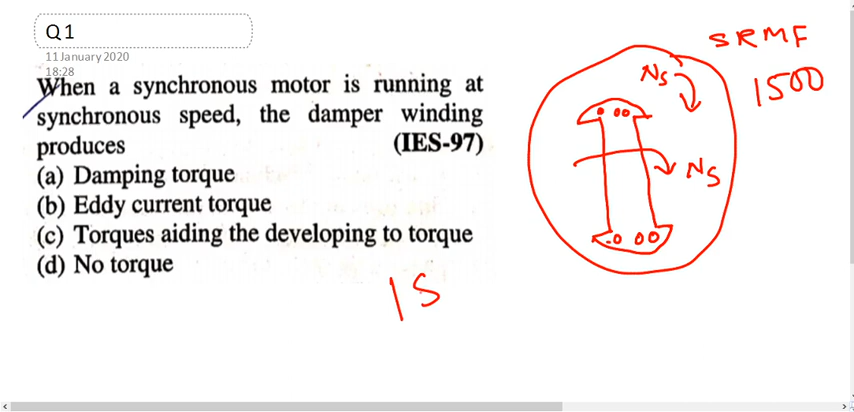 Q1
11 January 2020
18:28
When a synchronous motor is running at
synchronous speed, the damper winding
produces (IES-97)
(a) Damping torque
(b) Eddy current torque
(c) Torques aiding the developing to torque
(d) No torque
SRMF
Ns
1500
Ns
15